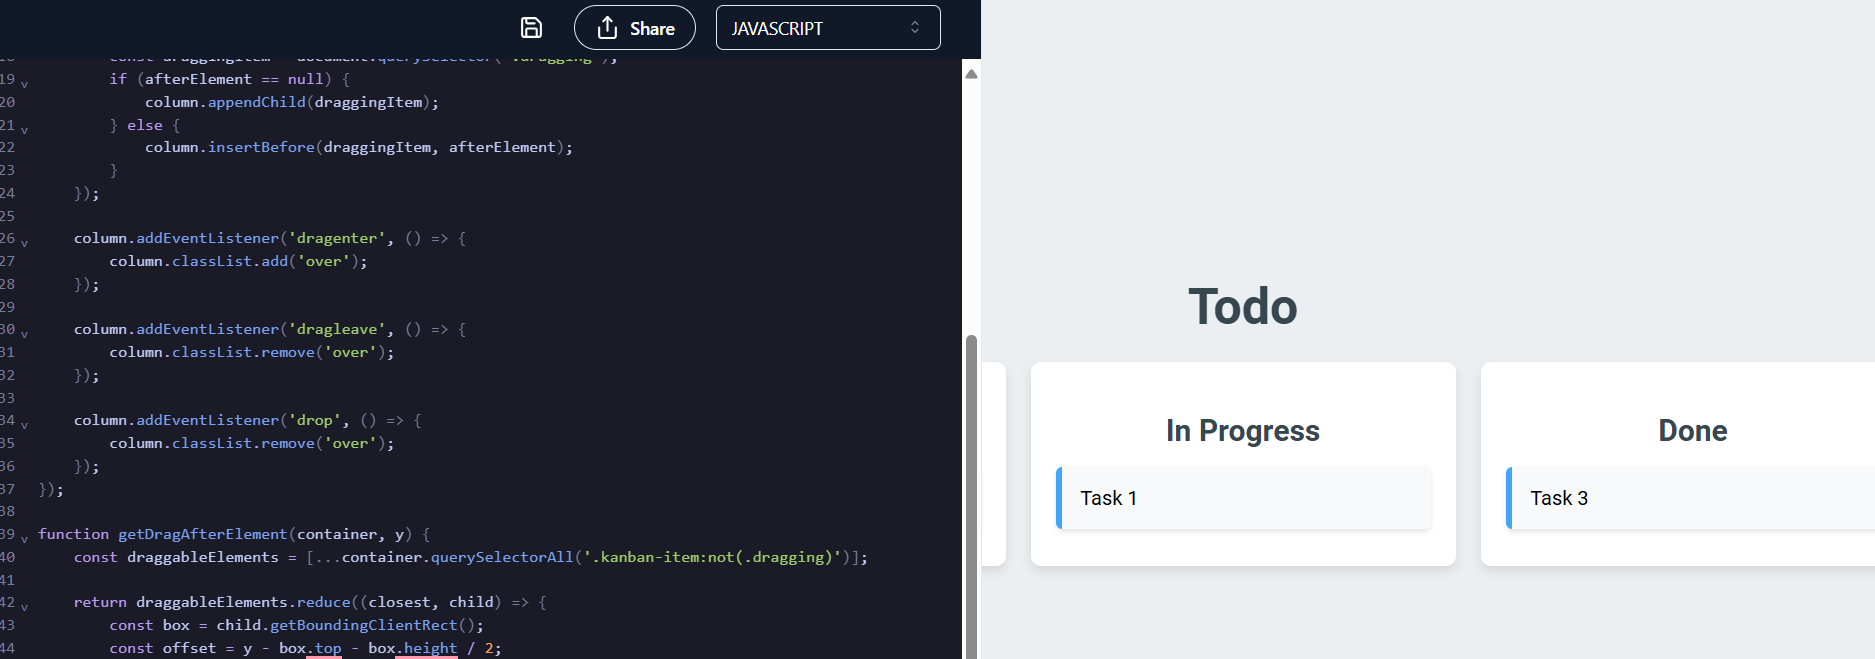 Share
JAVASCRIPT
const draggingItem = document.querySelector('.dragging');
19 if (afterElement == null) {
20 column.appendChild(draggingItem);
21 } else {
22 column.insertBefore(draggingItem, afterElement);
23 }
24 });
25
26 column.addEventListener('dragenter', () => {
27 column.classList.add('over');
28 });
29
30 column.addEventListener('dragleave', () => {
31 column.classList.remove('over');
32 });
33
34 column.addEventListener('drop', () => {
35 column.classList.remove('over');
36 });
37 });
38
39 function getDragAfterElement(container, y) {
40 const draggableElements = [...container.querySelectorAll('.kanban-item:not(.dragging)')];
41
42 return draggableElements.reduce((closest, child) => {
43 const box = child.getBoundingClientRect();
44 const offset = y - box.top - box.height / 2;
Todo
In Progress
Task 1
Done
Task 3